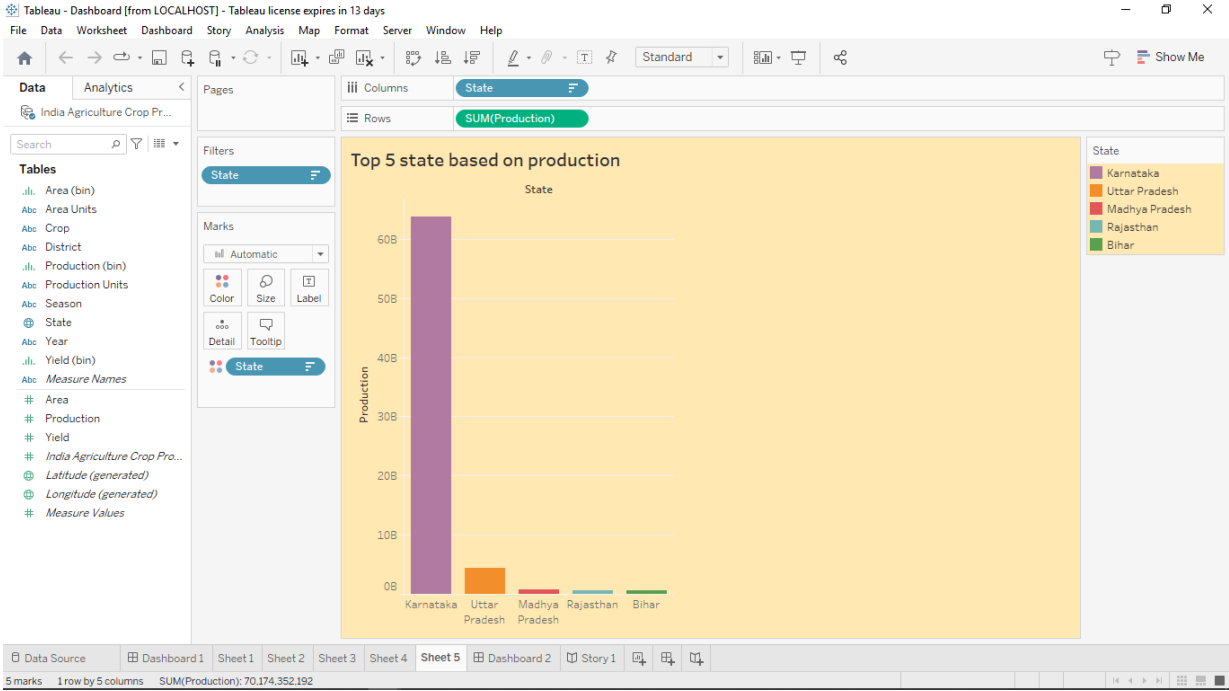 Tableau - Dashboard [from LOCALHOST] - Tableau license expires in 13 days
File Data Worksheet Dashboard Story Analysis Map Format Server Window Help
Standard
Show Me
Data Analytics
India Agriculture Crop Pr...
Search
Tables
Area (bin)
Abc Area Units
Abc Crop
Abc District
Production (bin)
Abc Production Units
Abc Season
State
Abc Year
Yield (bin)
Abc Measure Names
# Area
# Production
# Yield
# India Agriculture Crop Pro...
Latitude (generated)
Longitude (generated)
# Measure Values
Pages
Filters
State
Marks
Automatic
Color Size Label
Detail Tooltip
State
Columns State
Rows SUM(Production)
Top 5 state based on production
State
Production
60B
50B
40B
30B
20B
10B
0B
Karnataka Uttar Pradesh Madhya Pradesh Rajasthan Bihar
State
Karnataka
Uttar Pradesh
Madhya Pradesh
Rajasthan
Bihar
Data Source Dashboard 1 Sheet 1 Sheet 2 Sheet 3 Sheet 4 Sheet 5 Dashboard 2 Story 1
5 marks 1 row by 5 columns SUM(Production): 70,174,352,192